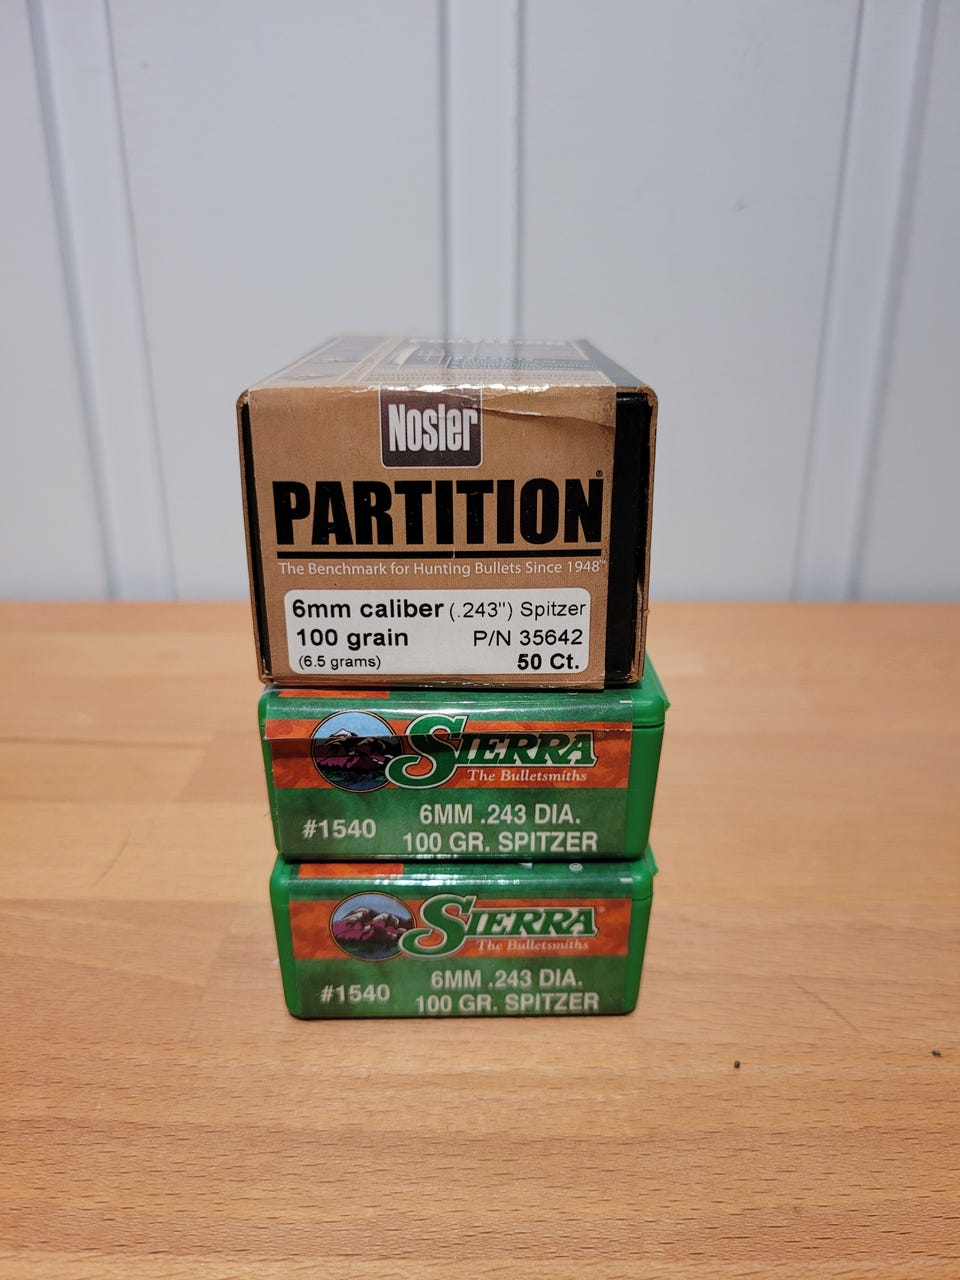 Nosler
PARTITION®
The Benchmark for Hunting Bullets Since 1948™
6mm caliber (.243") Spitzer
100 grain P/N 35642
(6.5 grams) 50 Ct.
SIERRA
The Bulletsmiths
#1540 6MM .243 DIA.
100 GR. SPITZER
SIERRA®
The Bulletsmiths
#1540 6MM .243 DIA.
100 GR. SPITZER